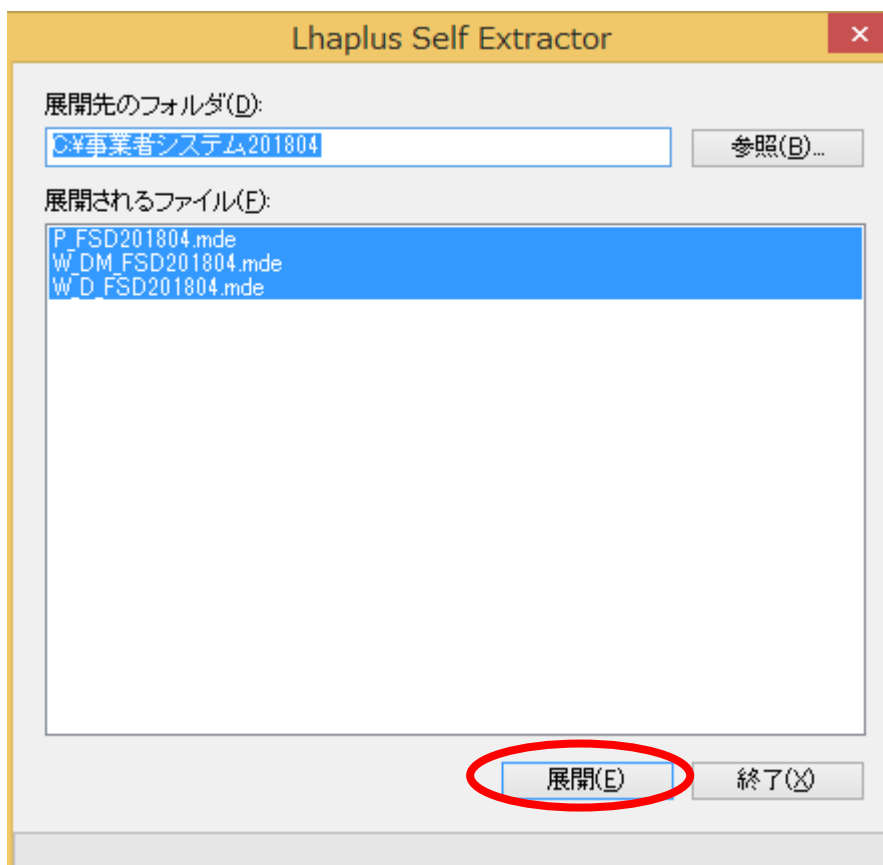 Lhaplus Self Extractor
展開先のフォルダ(D):
C:¥事業者システム201804
参照(B)...
展開されるファイル(F):
P_FSD201804.mde
W_DM_FSD201804.mde
W_D_FSD201804.mde
展開(E)
終了(X)